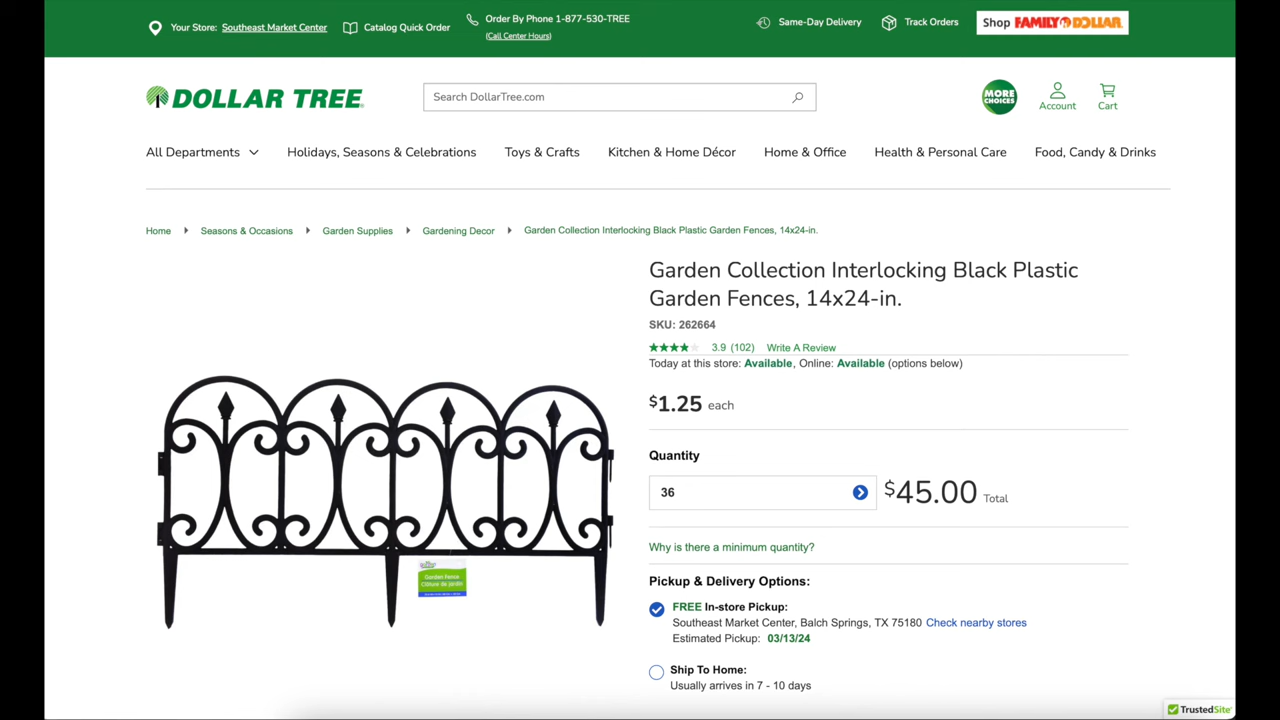 Your Store: Southeast Market Center
Catalog Quick Order
Order By Phone 1-877-530-TREE
(Call Center Hours)
Same-Day Delivery
Track Orders
Shop FAMILY DOLLAR
DOLLAR TREE
Search DollarTree.com
MORE
CHOICES
Account
Cart
All Departments
Holidays, Seasons & Celebrations
Toys & Crafts
Kitchen & Home Décor
Home & Office
Health & Personal Care
Food, Candy & Drinks
Home
Seasons & Occasions
Garden Supplies
Gardening Decor
Garden Collection Interlocking Black Plastic Garden Fences, 14x24-in.
Garden Collection Interlocking Black Plastic
Garden Fences, 14x24-in.
SKU: 262664
3.9 (102) Write A Review
Today at this store: Available, Online: Available (options below)
$1.25 each
Quantity
36
$45.00 Total
Why is there a minimum quantity?
Garden Fence
Clôture de jardin
Pickup & Delivery Options:
FREE In-store Pickup:
Southeast Market Center, Balch Springs, TX 75180 Check nearby stores
Estimated Pickup: 03/13/24
Ship To Home:
Usually arrives in 7 - 10 days
TrustedSite